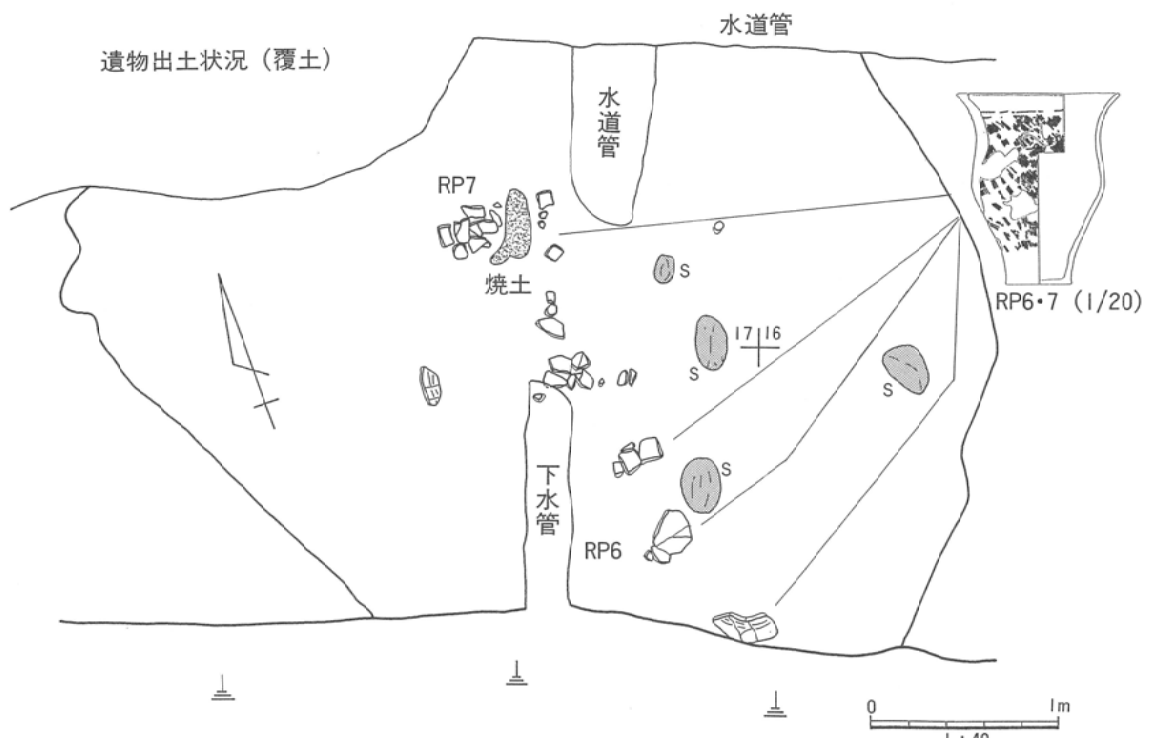 遺物出土状況（覆土）
水道管
水道管
RP7
焼土
S
S
17 16
S
S
下水管
RP6
RP6・7 (1/20)
0 1m